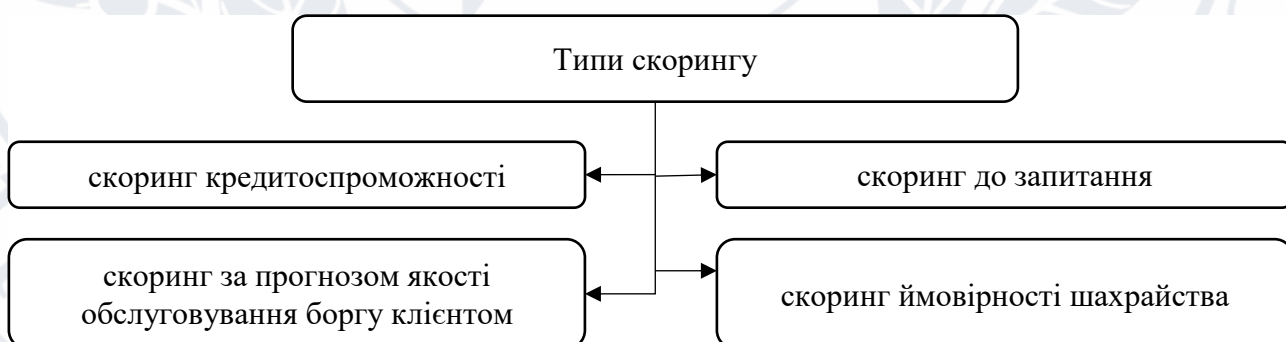 Типи скорингу
скоринг кредитоспроможності
скоринг до запитання
скоринг за прогнозом якості
обслуговування боргу клієнтом
скоринг ймовірності шахрайства